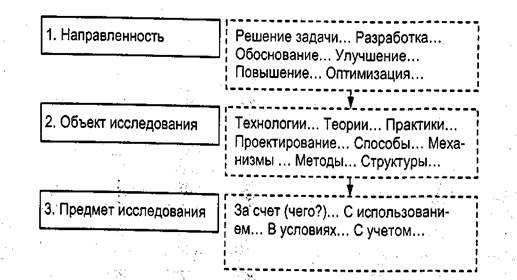 1. Направленность
Решение задачи... Разработка...
Обоснование... Улучшение...
Повышение... Оптимизация...
2. Объект исследования
Технологии... Теории... Практики...
Проектирование... Способы... Меха-
низмы ... Методы... Структуры...
3. Предмет исследования
За счет (чего?)... С использовани-
ем... В условиях... С учетом...